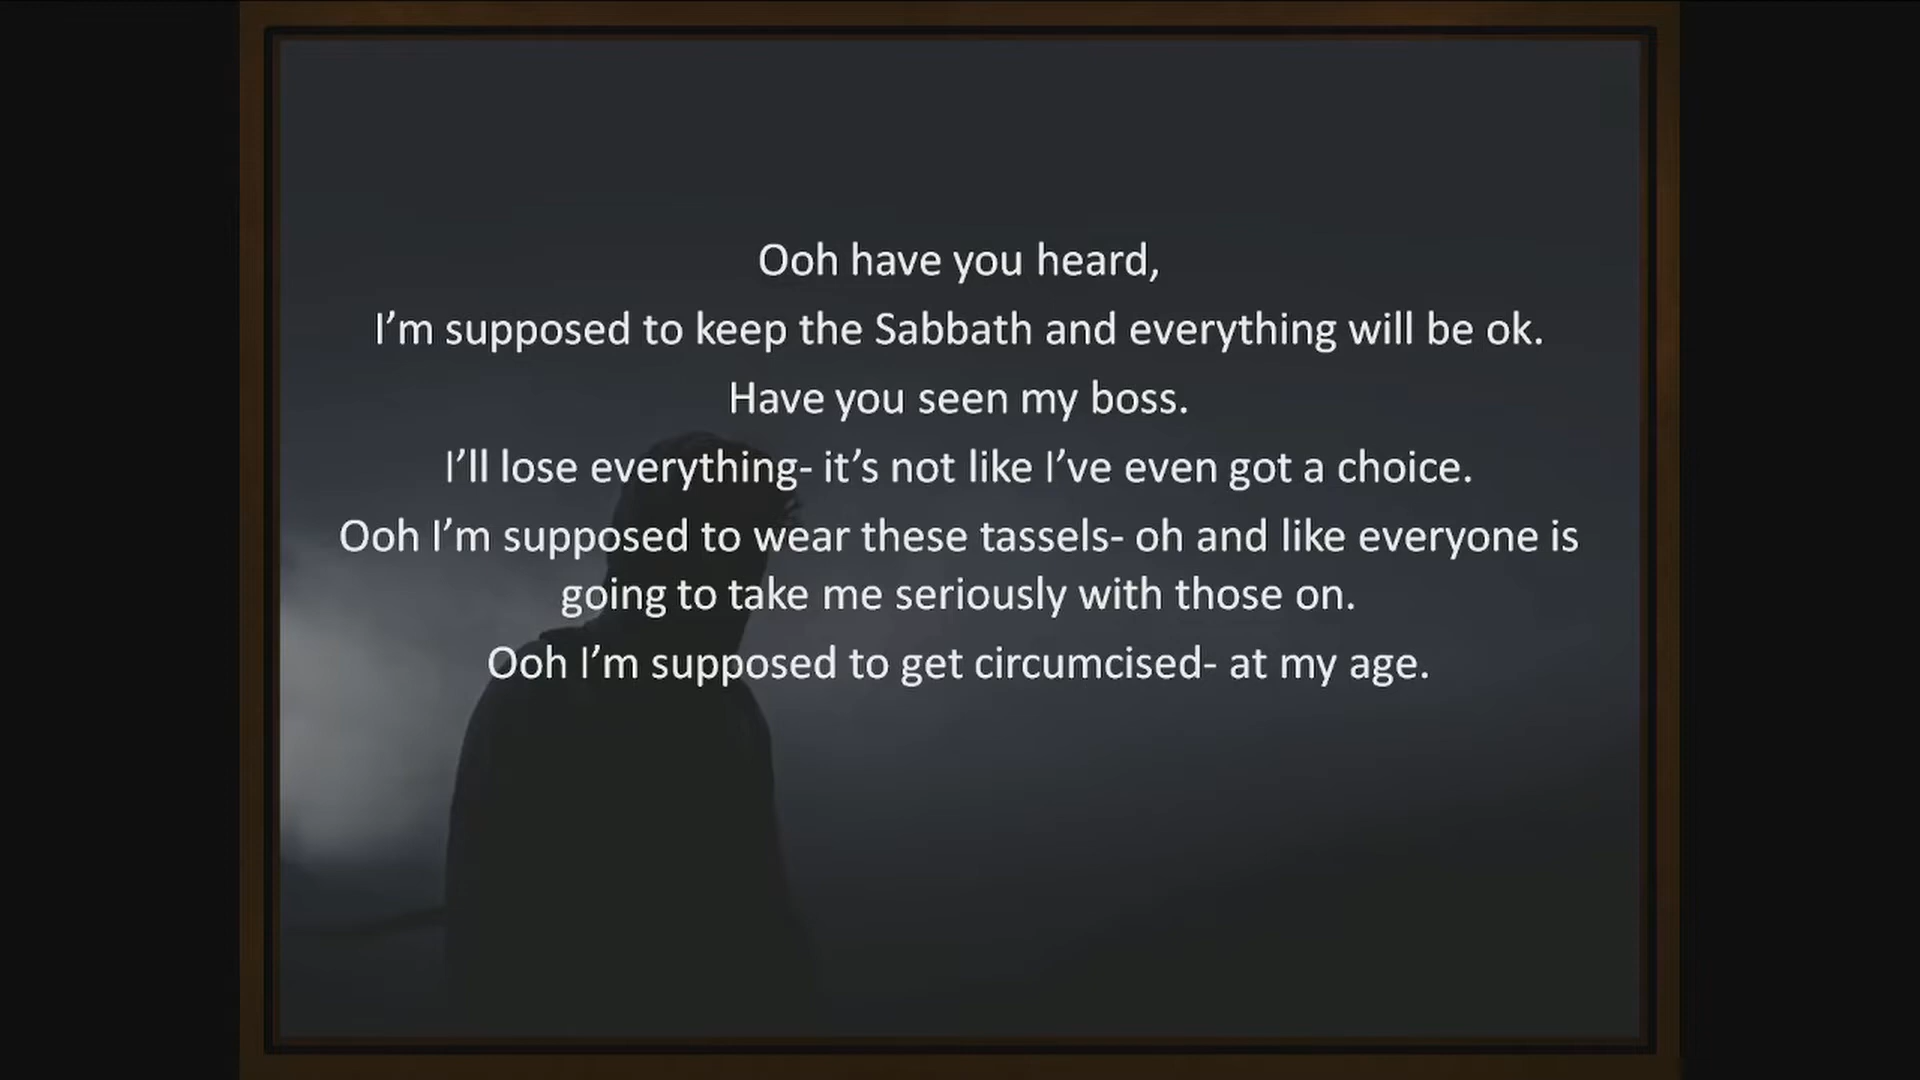 Ooh have you heard,
I’m supposed to keep the Sabbath and everything will be ok.
Have you seen my boss.
I’ll lose everything- it’s not like I’ve even got a choice.
Ooh I’m supposed to wear these tassels- oh and like everyone is
going to take me seriously with those on.
Ooh I’m supposed to get circumcised- at my age.